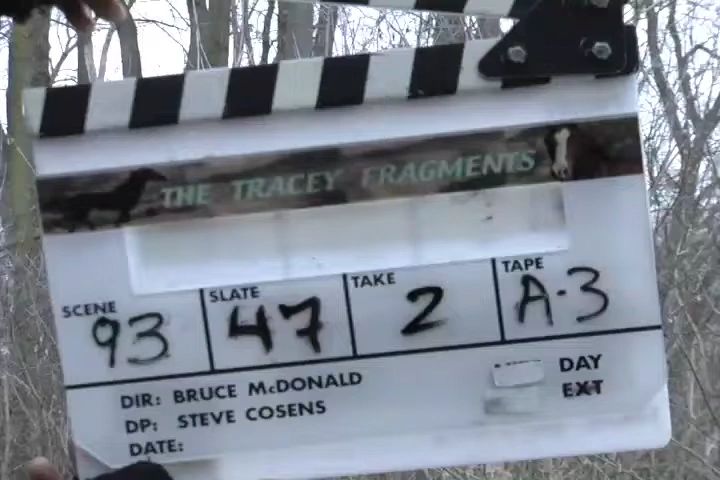 THE TRACEY FRAGMENTS
SCENE 93 SLATE 47 TAKE 2 TAPE A-3
DIR: BRUCE McDONALD DAY
DP: STEVE COSENS EXT
DATE: